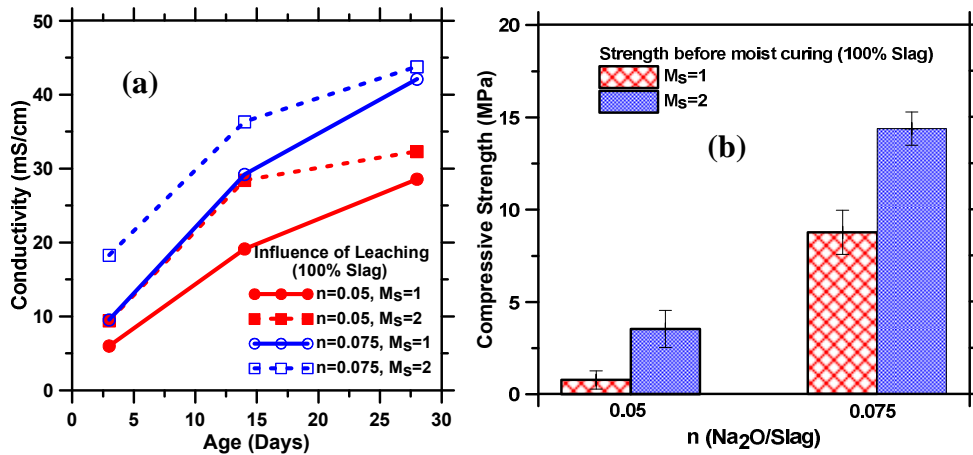 50
40
30
20
10
0
Conductivity (mS/cm)
(a)
Influence of Leaching
(100% Slag)
n=0.05, Ms=1
n=0.05, Ms=2
n=0.075, Ms=1
n=0.075, Ms=2
0 5 10 15 20 25 30
Age (Days)
20
15
10
5
0
Compressive Strength (MPa)
Strength before moist curing (100% Slag)
Ms=1
Ms=2
(b)
0.05 0.075
n (Na2O/Slag)